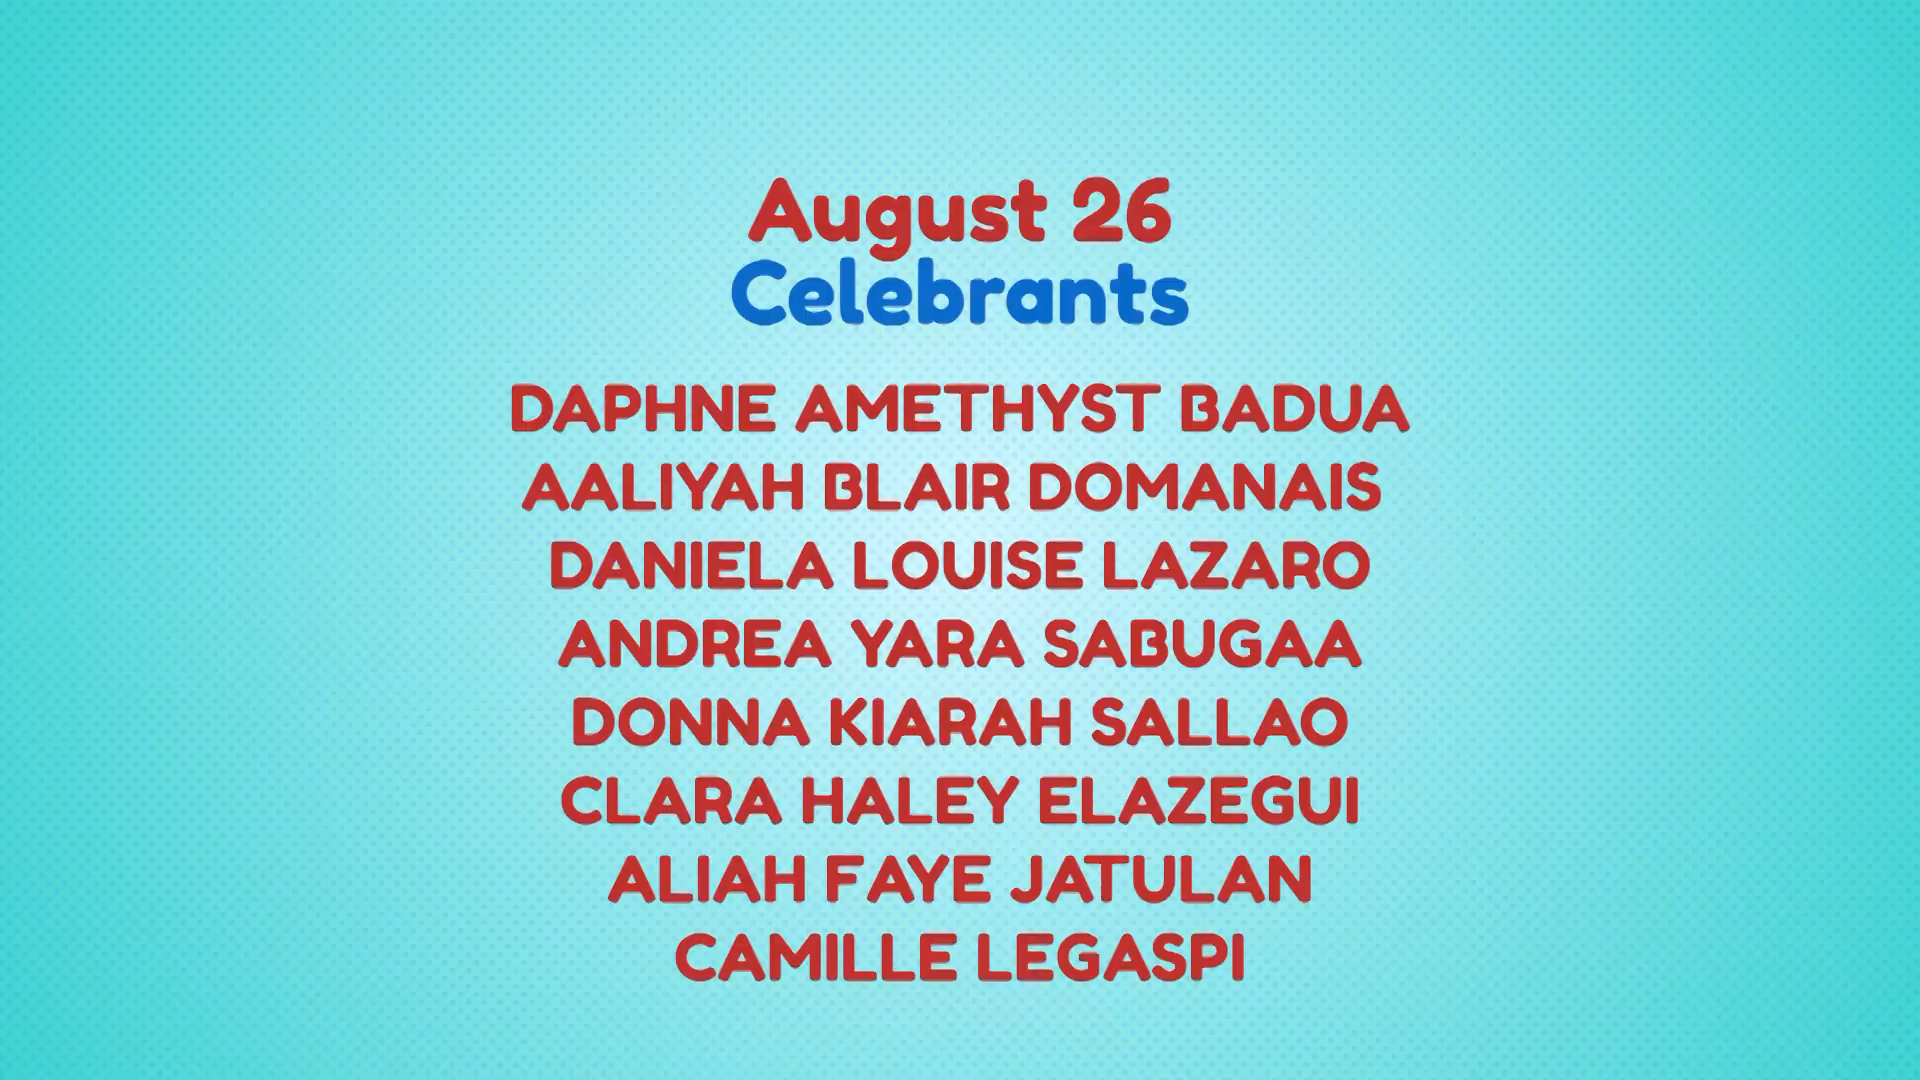 August 26
Celebrants
DAPHNE AMETHYST BADUA
AALIYAH BLAIR DOMANAIS
DANIELA LOUISE LAZARO
ANDREA YARA SABUGAA
DONNA KIARAH SALLAO
CLARA HALEY ELAZEGUI
ALIAH FAYE JATULAN
CAMILLE LEGASPI